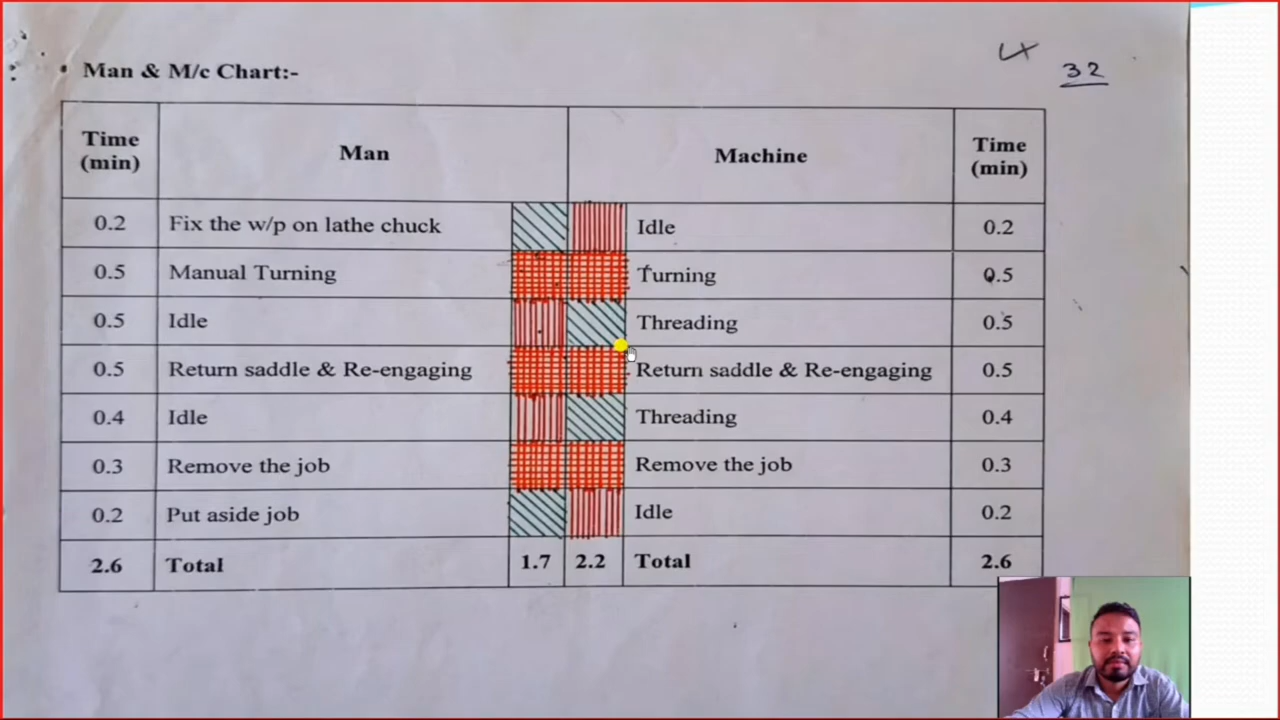 32
• Man & M/c Chart:-
Time (min) Man Machine Time (min)
0.2 Fix the w/p on lathe chuck Idle 0.2
0.5 Manual Turning Turning 0.5
0.5 Idle Threading 0.5
0.5 Return saddle & Re-engaging Return saddle & Re-engaging 0.5
0.4 Idle Threading 0.4
0.3 Remove the job Remove the job 0.3
0.2 Put aside job Idle 0.2
2.6 Total 1.7 2.2 Total 2.6